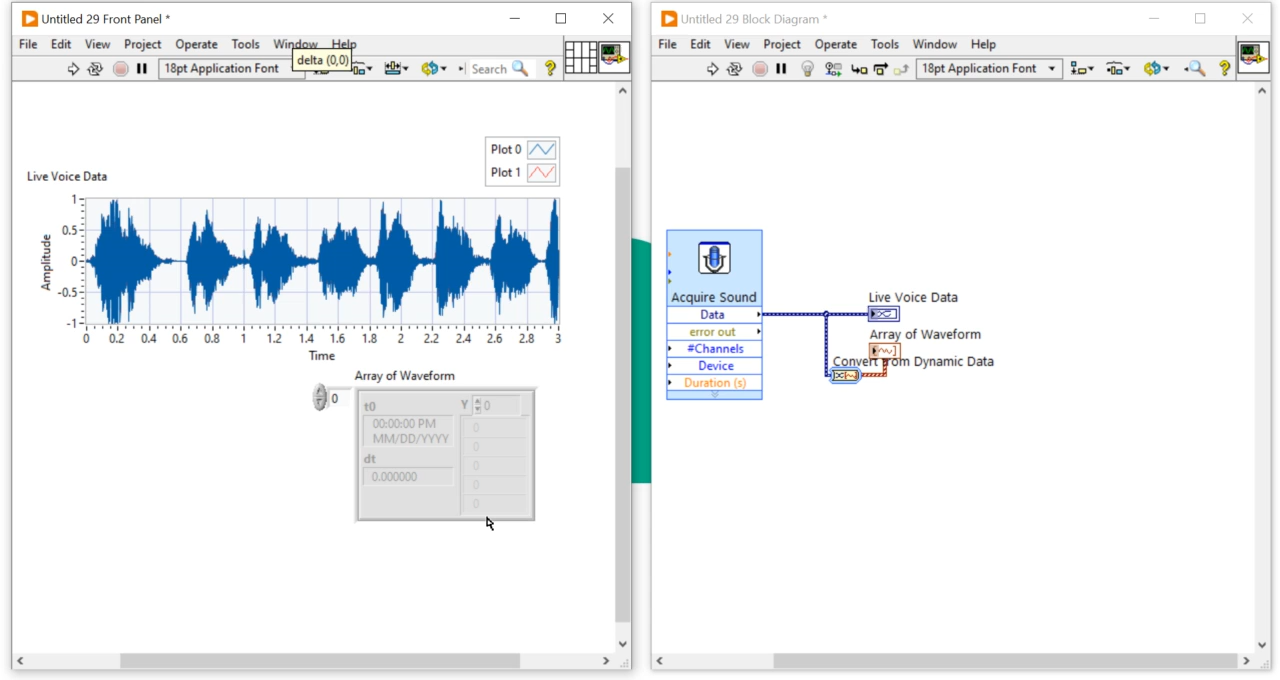 Untitled 29 Front Panel *
File Edit View Project Operate Tools Window Help
delta (0,0)
18pt Application Font
Search
Plot 0
Plot 1
Live Voice Data
Amplitude
1
0.5
0
-0.5
-1
0 0.2 0.4 0.6 0.8 1 1.2 1.4 1.6 1.8 2 2.2 2.4 2.6 2.8 3
Time
Array of Waveform
0
t0
00:00:00 PM
MM/DD/YYYY
dt
0.000000
Y 0
0
0
0
0
0
Untitled 29 Block Diagram *
File Edit View Project Operate Tools Window Help
18pt Application Font
Acquire Sound
Data
error out
#Channels
Device
Duration (s)
Live Voice Data
Array of Waveform
Convert from Dynamic Data